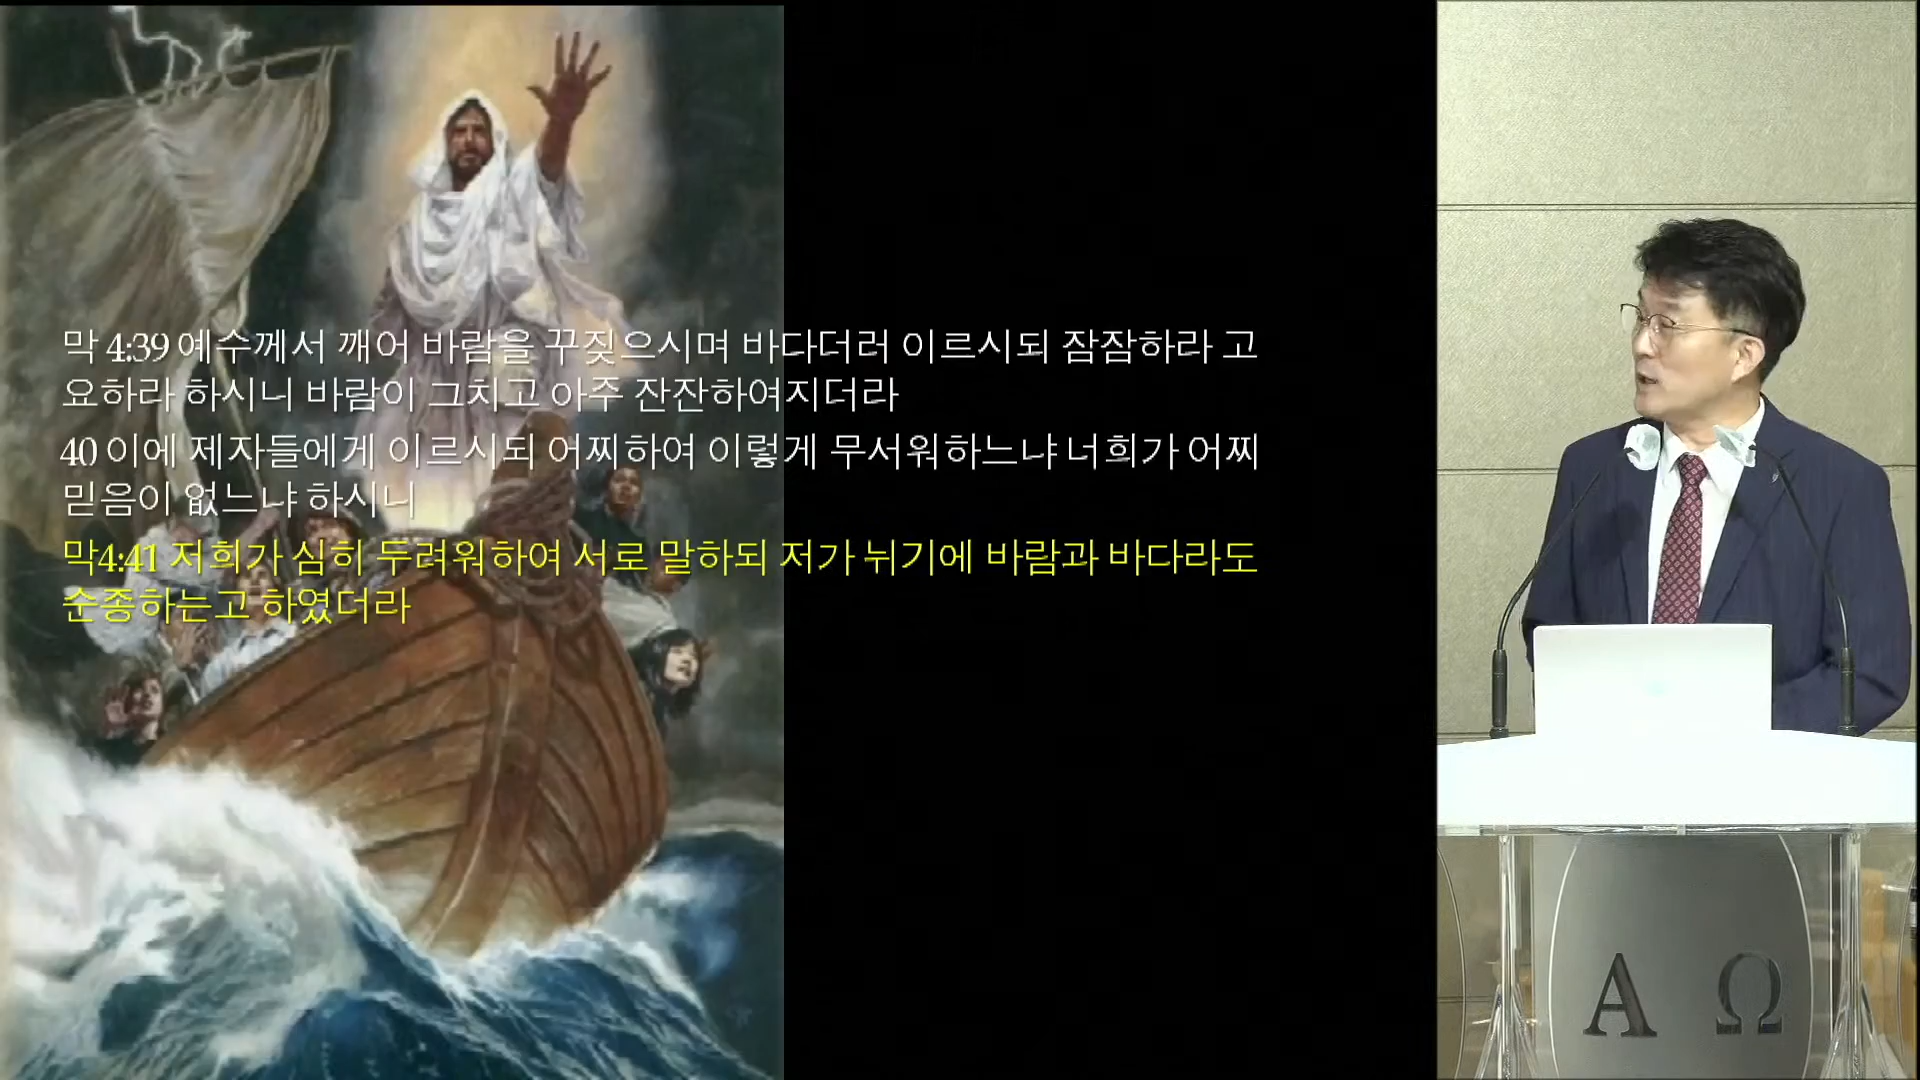 막 4:39 예수께서 깨어 바람을 꾸짖으시며 바다더러 이르시되 잠잠하라 고
요하라 하시니 바람이 그치고 아주 잔잔하여지더라
40 이에 제자들에게 이르시되 어찌하여 이렇게 무서워하느냐 너희가 어찌
믿음이 없느냐 하시니
막4:41 저희가 심히 두려워하여 서로 말하되 저가 뉘기에 바람과 바다라도
순종하는고 하였더라
Α Ω